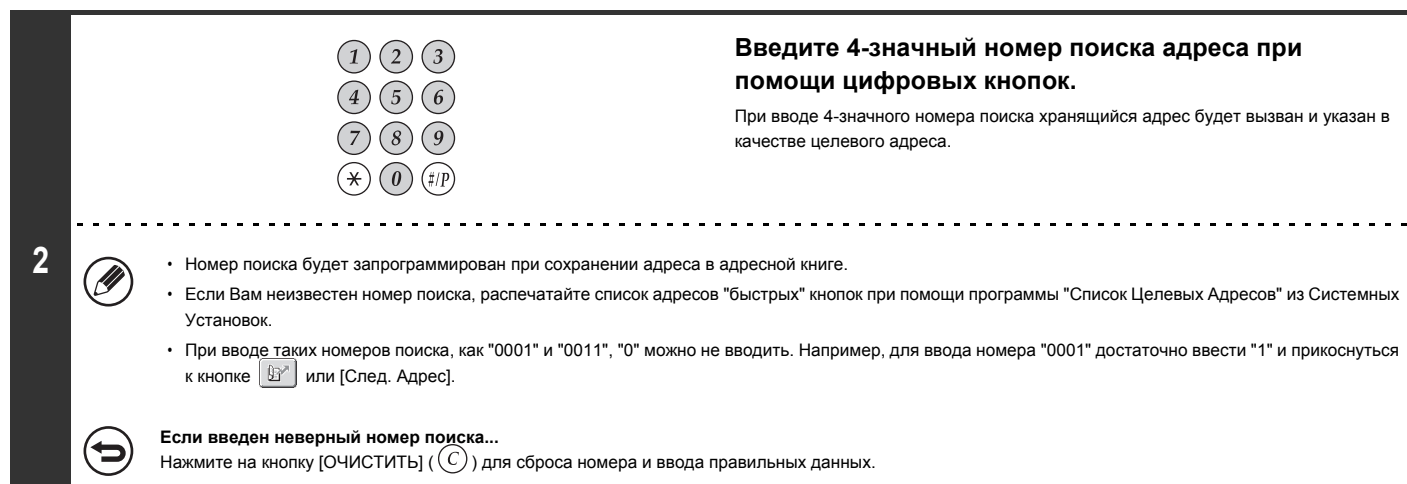 1 2 3
4 5 6
7 8 9
* 0 #/P
Введите 4-значный номер поиска адреса при
помощи цифровых кнопок.
При вводе 4-значного номера поиска хранящийся адрес будет вызван и указан в
качестве целевого адреса.
2
• Номер поиска будет запрограммирован при сохранении адреса в адресной книге.
• Если Вам неизвестен номер поиска, распечатайте список адресов "быстрых" кнопок при помощи программы "Список Целевых Адресов" из Системных
Установок.
• При вводе таких номеров поиска, как "0001" и "0011", "0" можно не вводить. Например, для ввода номера "0001" достаточно ввести "1" и прикоснуться
к кнопке или [След. Адрес].
Если введен неверный номер поиска...
Нажмите на кнопку [ОЧИСТИТЬ] ( C ) для сброса номера и ввода правильных данных.